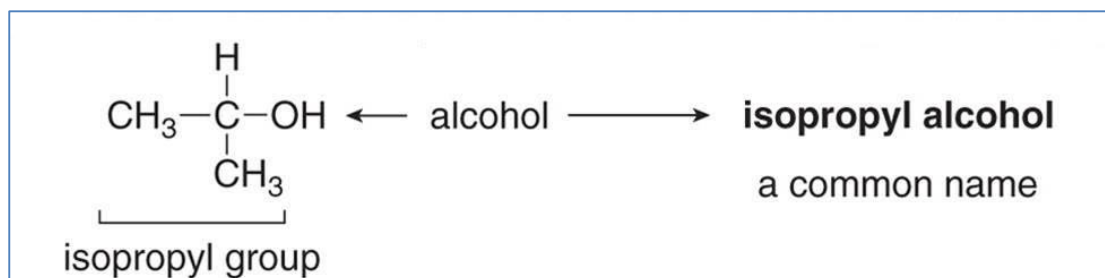 H
CH₃—C—OH ← alcohol → isopropyl alcohol
CH₃ a common name
isopropyl group